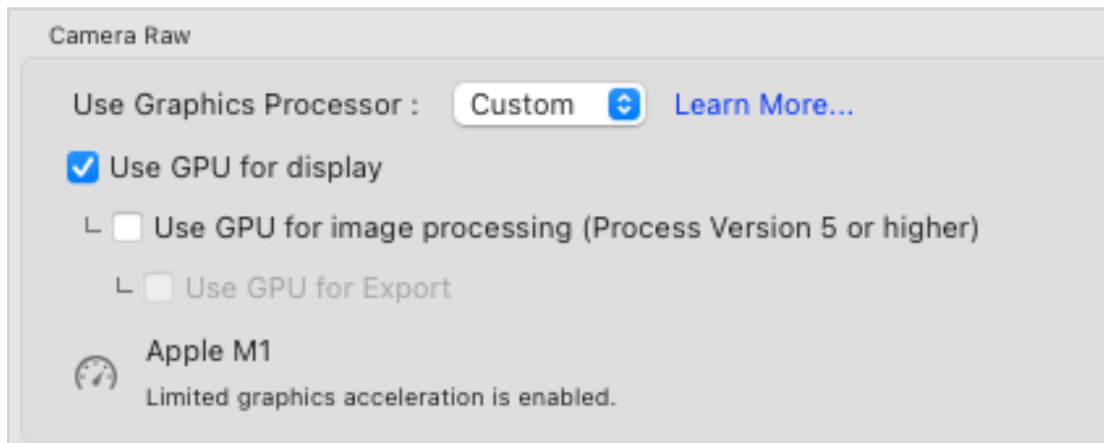 Camera Raw
Use Graphics Processor : Custom Learn More...
Use GPU for display
Use GPU for image processing (Process Version 5 or higher)
Use GPU for Export
Apple M1
Limited graphics acceleration is enabled.